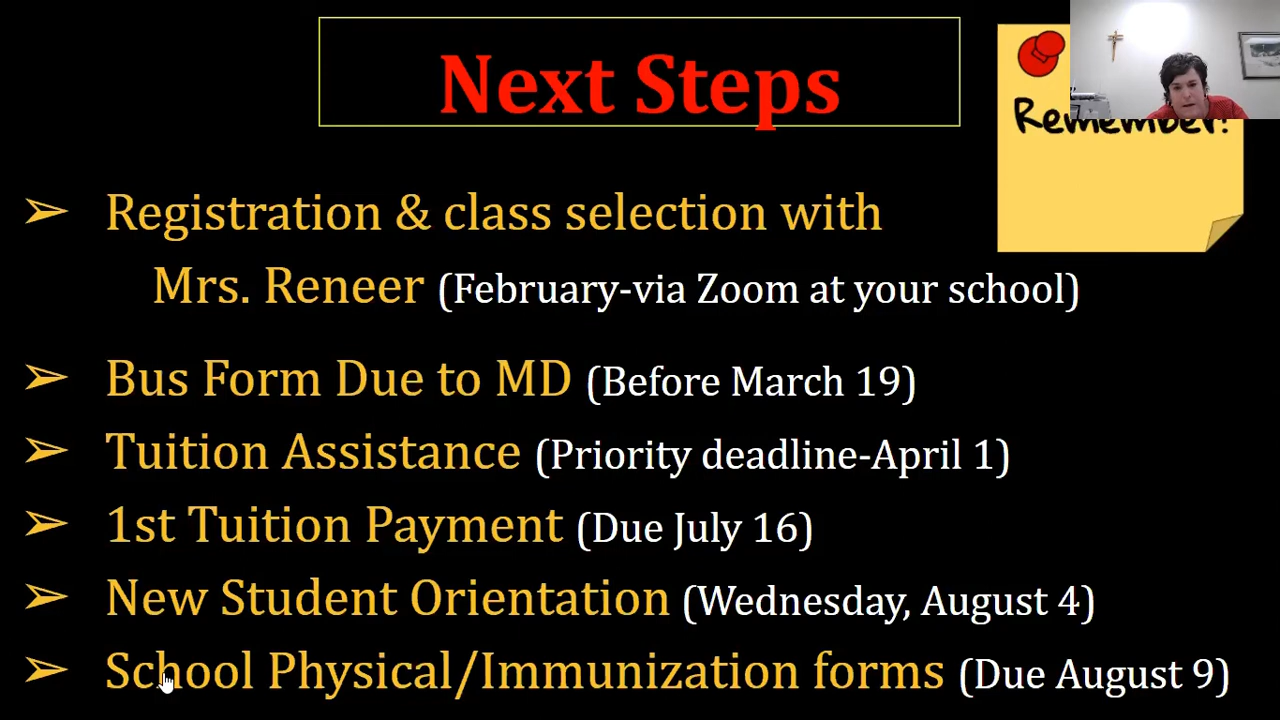 Next Steps
Remember!
➢ Registration & class selection with
Mrs. Reneer (February-via Zoom at your school)
➢ Bus Form Due to MD (Before March 19)
➢ Tuition Assistance (Priority deadline-April 1)
➢ 1st Tuition Payment (Due July 16)
➢ New Student Orientation (Wednesday, August 4)
➢ School Physical/Immunization forms (Due August 9)